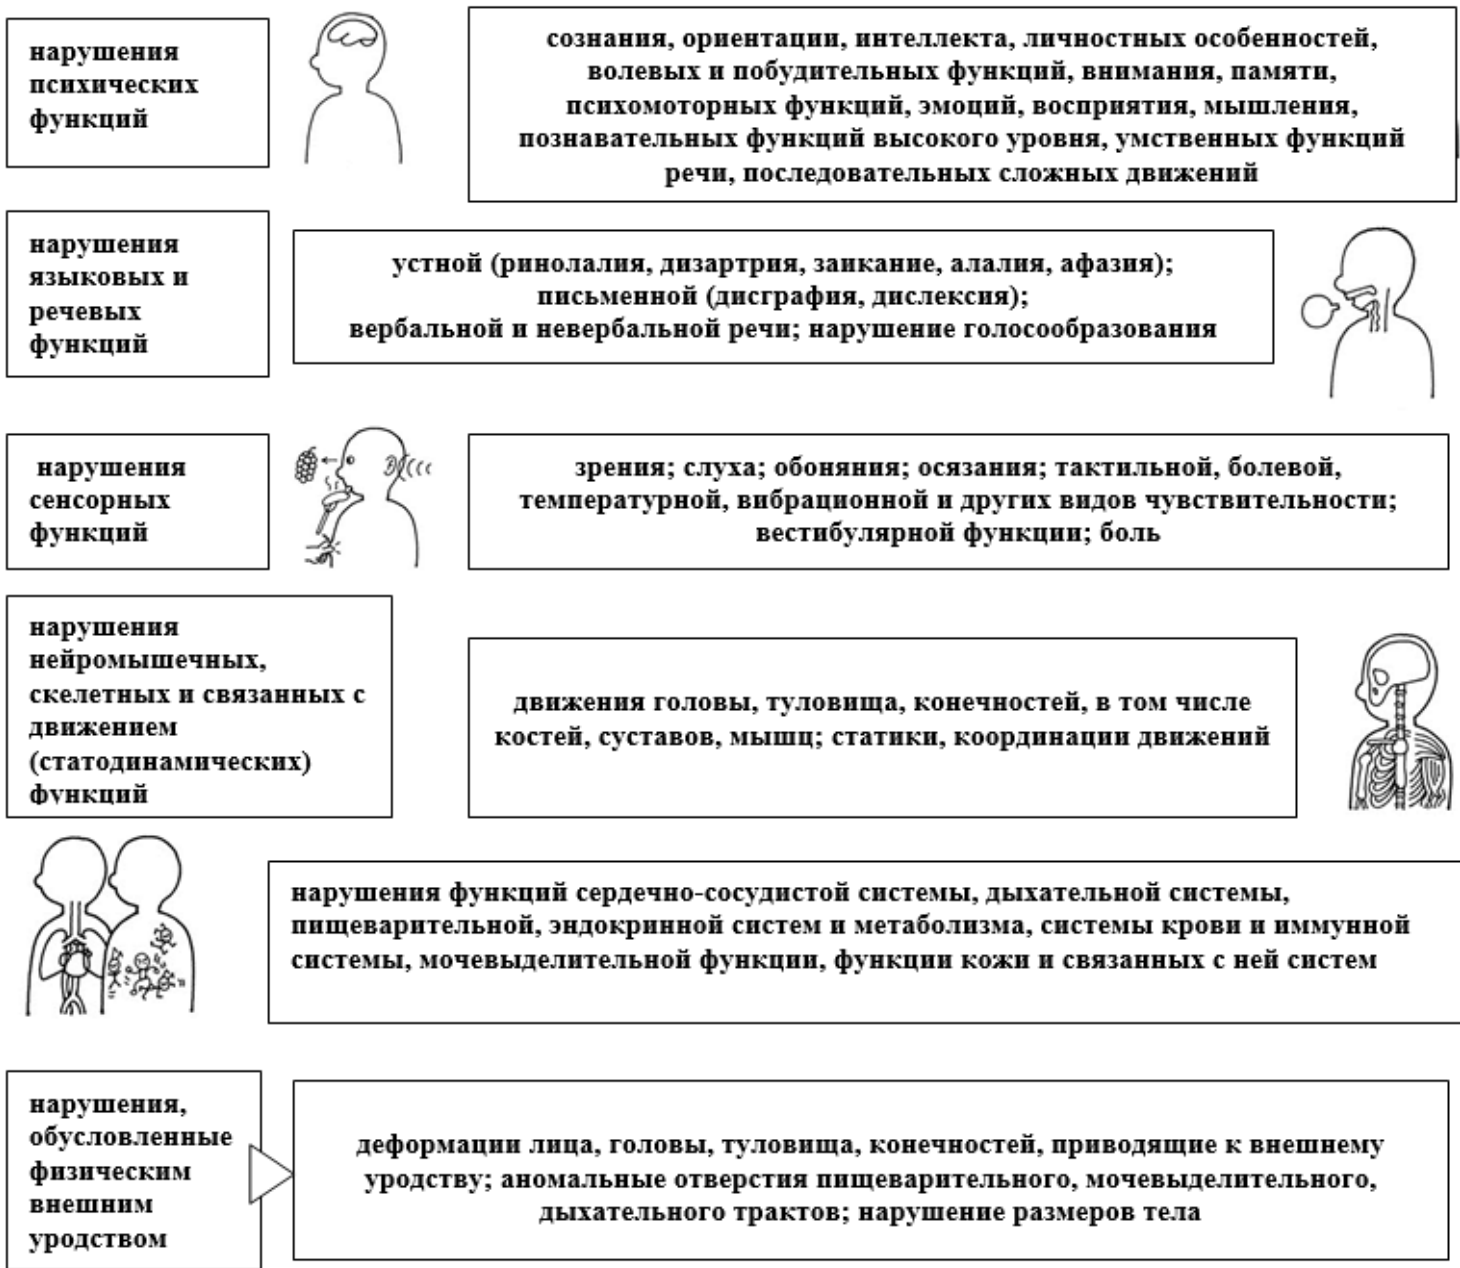 нарушения
психических
функций
сознания, ориентации, интеллекта, личностных особенностей,
волевых и побудительных функций, внимания, памяти,
психомоторных функций, эмоций, восприятия, мышления,
познавательных функций высокого уровня, умственных функций
речи, последовательных сложных движений
нарушения
языковых и
речевых
функций
устной (ринолалия, дизартрия, заикание, алалия, афазия);
письменной (дисграфия, дислексия);
вербальной и невербальной речи; нарушение голосообразования
нарушения
сенсорных
функций
зрения; слуха; обоняния; осязания; тактильной, болевой,
температурной, вибрационной и других видов чувствительности;
вестибулярной функции; боль
нарушения
нейромышечных,
скелетных и связанных с
движением
(статодинамических)
функций
движения головы, туловища, конечностей, в том числе
костей, суставов, мышц; статики, координации движений
нарушения функций сердечно-сосудистой системы, дыхательной системы,
пищеварительной, эндокринной систем и метаболизма, системы крови и иммунной
системы, мочевыделительной функции, функции кожи и связанных с ней систем
нарушения,
обусловленные
физическим
внешним
уродством
деформации лица, головы, туловища, конечностей, приводящие к внешнему
уродству; аномальные отверстия пищеварительного, мочевыделительного,
дыхательного трактов; нарушение размеров тела